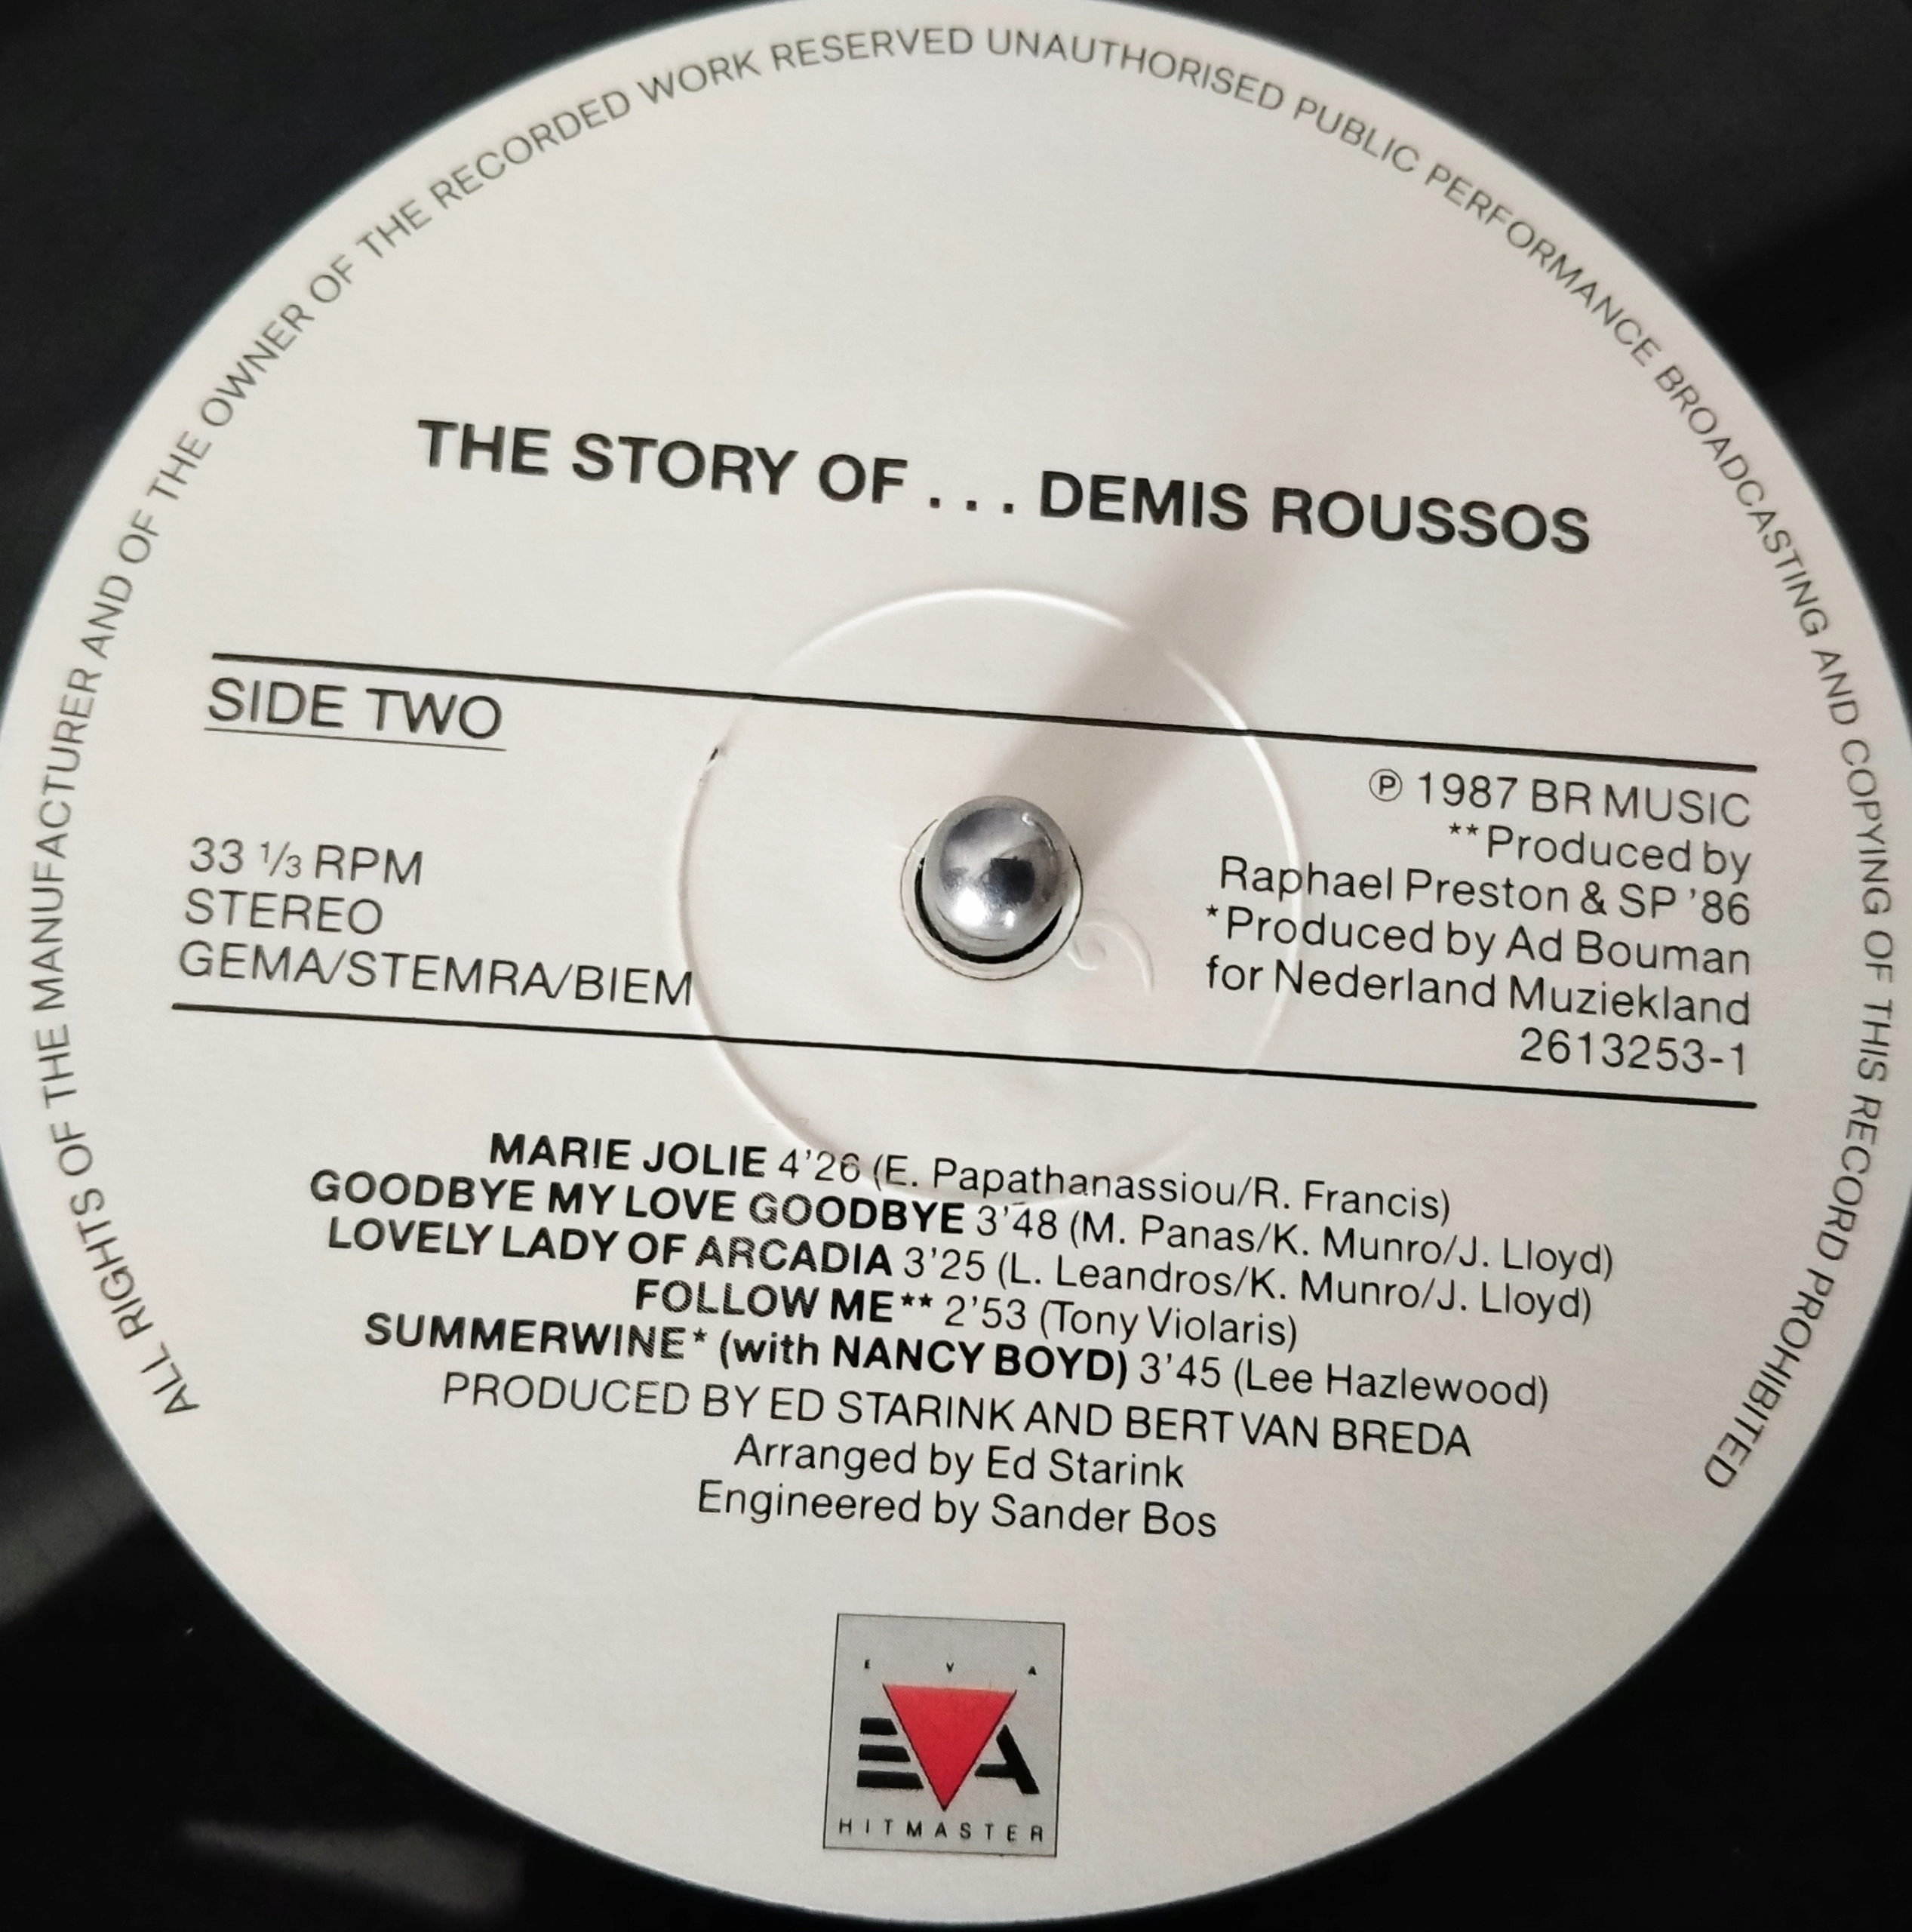 ALL RIGHTS OF THE MANUFACTURER AND OF THE OWNER OF THE RECORDED WORK RESERVED UNAUTHORISED PUBLIC PERFORMANCE BROADCASTING AND COPYING OF THIS RECORD PROHIBITED
THE STORY OF . . . DEMIS ROUSSOS
SIDE TWO
33 ⅓ RPM
STEREO
GEMA/STEMRA/BIEM
℗ 1987 BR MUSIC
**Produced by
Raphael Preston & SP '86
*Produced by Ad Bouman
for Nederland Muziekland
2613253-1
MARIE JOLIE 4'26 (E. Papathanassiou/R. Francis)
GOODBYE MY LOVE GOODBYE 3'48 (M. Panas/K. Munro/J. Lloyd)
LOVELY LADY OF ARCADIA 3'25 (L. Leandros/K. Munro/J. Lloyd)
FOLLOW ME** 2'53 (Tony Violaris)
SUMMERWINE* (with NANCY BOYD) 3'45 (Lee Hazlewood)
PRODUCED BY ED STARINK AND BERT VAN BREDA
Arranged by Ed Starink
Engineered by Sander Bos
E V A
EVA
HITMASTER